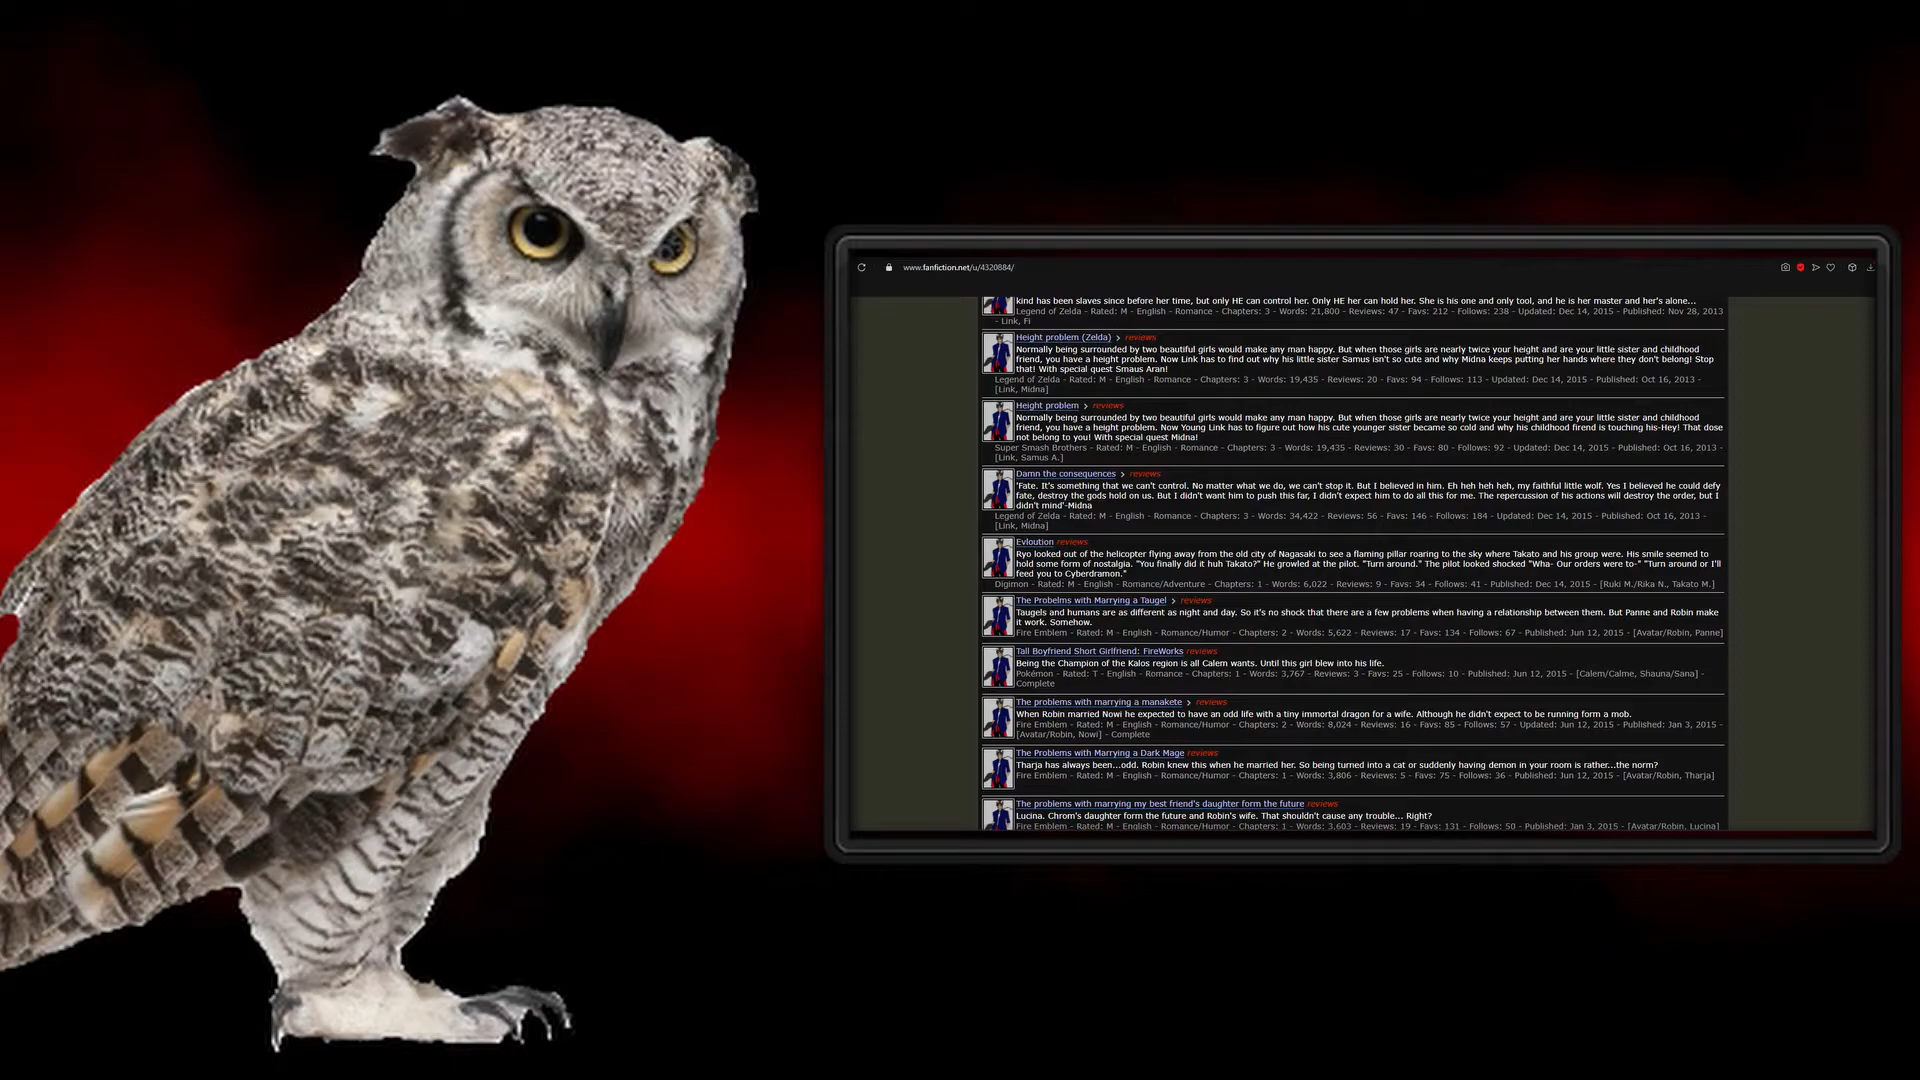 www.fanfiction.net/u/4320884/
kind has been slaves since before her time, but only HE can control her. Only HE her can hold her. She is his one and only tool, and he is her master and her's alone...
Legend of Zelda - Rated: M - English - Romance - Chapters: 3 - Words: 21,800 - Reviews: 47 - Favs: 212 - Follows: 238 - Updated: Dec 14, 2015 - Published: Nov 28, 2013
- Link, Fi
Height problem (Zelda) › reviews
Normally being surrounded by two beautiful girls would make any man happy. But when those girls are nearly twice your height and are your little sister and childhood
friend, you have a height problem. Now Link has to find out why his little sister Samus isn't so cute and why Midna keeps putting her hands where they don't belong! Stop
that! With special quest Smaus Aran!
Legend of Zelda - Rated: M - English - Romance - Chapters: 3 - Words: 19,435 - Reviews: 20 - Favs: 94 - Follows: 113 - Updated: Dec 14, 2015 - Published: Oct 16, 2013 -
[Link, Midna]
Height problem › reviews
Normally being surrounded by two beautiful girls would make any man happy. But when those girls are nearly twice your height and are your little sister and childhood
friend, you have a height problem. Now Young Link has to figure out how his cute younger sister became so cold and why his childhood firend is touching his-Hey! That dose
not belong to you! With special quest Midna!
Super Smash Brothers - Rated: M - English - Romance - Chapters: 3 - Words: 19,435 - Reviews: 30 - Favs: 80 - Follows: 92 - Updated: Dec 14, 2015 - Published: Oct 16, 2013 -
[Link, Samus A.]
Damn the consequences › reviews
'Fate. It's something that we can't control. No matter what we do, we can't stop it. But I believed in him. Eh heh heh heh, my faithful little wolf. Yes I believed he could defy
fate, destroy the gods hold on us. But I didn't want him to push this far, I didn't expect him to do all this for me. The repercussion of his actions will destroy the order, but I
didn't mind'-Midna
Legend of Zelda - Rated: M - English - Romance - Chapters: 3 - Words: 34,422 - Reviews: 56 - Favs: 146 - Follows: 184 - Updated: Dec 14, 2015 - Published: Oct 16, 2013 -
[Link, Midna]
Evloution reviews
Ryo looked out of the helicopter flying away from the old city of Nagasaki to see a flaming pillar roaring to the sky where Takato and his group were. His smile seemed to
hold some form of nostalgia. "You finally did it huh Takato?" He growled at the pilot. "Turn around." The pilot looked shocked "Wha- Our orders were to-" "Turn around or I'll
feed you to Cyberdramon."
Digimon - Rated: M - English - Romance/Adventure - Chapters: 1 - Words: 6,022 - Reviews: 9 - Favs: 34 - Follows: 41 - Published: Dec 14, 2015 - [Ruki M./Rika N., Takato M.]
The Probelms with Marrying a Taugel › reviews
Taugels and humans are as different as night and day. So it's no shock that there are a few problems when having a relationship between them. But Panne and Robin make
it work. Somehow.
Fire Emblem - Rated: M - English - Romance/Humor - Chapters: 2 - Words: 5,622 - Reviews: 17 - Favs: 134 - Follows: 67 - Published: Jun 12, 2015 - [Avatar/Robin, Panne]
Tall Boyfriend Short Girlfriend: FireWorks reviews
Being the Champion of the Kalos region is all Calem wants. Until this girl blew into his life.
Pokémon - Rated: T - English - Romance - Chapters: 1 - Words: 3,767 - Reviews: 3 - Favs: 25 - Follows: 10 - Published: Jun 12, 2015 - [Calem/Calme, Shauna/Sana] -
Complete
The problems with marrying a manakete › reviews
When Robin married Nowi he expected to have an odd life with a tiny immortal dragon for a wife. Although he didn't expect to be running form a mob.
Fire Emblem - Rated: M - English - Romance/Humor - Chapters: 2 - Words: 8,024 - Reviews: 16 - Favs: 85 - Follows: 57 - Updated: Jun 12, 2015 - Published: Jan 3, 2015 -
[Avatar/Robin, Nowi] - Complete
The Problems with Marrying a Dark Mage reviews
Tharja has always been...odd. Robin knew this when he married her. So being turned into a cat or suddenly having demon in your room is rather...the norm?
Fire Emblem - Rated: M - English - Romance/Humor - Chapters: 1 - Words: 3,806 - Reviews: 5 - Favs: 75 - Follows: 36 - Published: Jun 12, 2015 - [Avatar/Robin, Tharja]
The problems with marrying my best friend's daughter form the future reviews
Lucina. Chrom's daughter form the future and Robin's wife. That shouldn't cause any trouble... Right?
Fire Emblem - Rated: M - English - Romance/Humor - Chapters: 1 - Words: 3,603 - Reviews: 19 - Favs: 131 - Follows: 50 - Published: Jan 3, 2015 - [Avatar/Robin, Lucina]